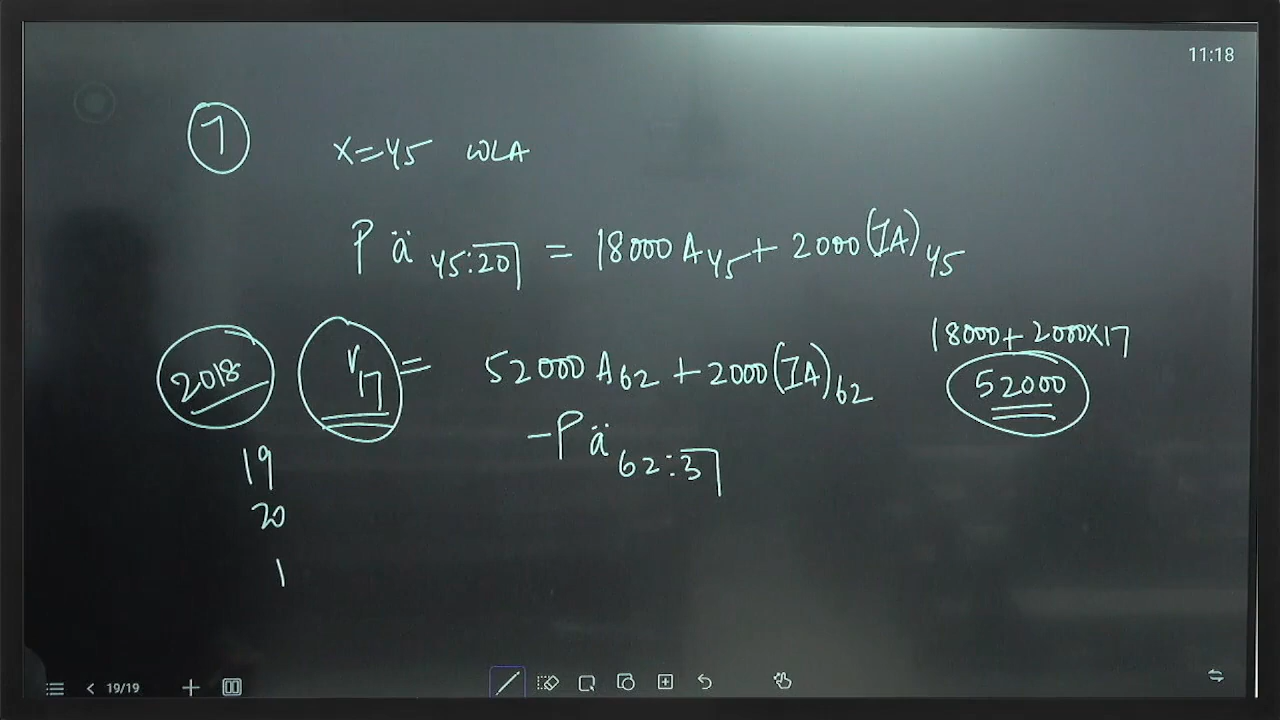 11:18
7 x=45 WLA
P ä 45:20̅| = 18000 A45 + 2000 (IA)45
18000 + 2000×17
2018 V17 = 52000 A62 + 2000 (IA)62 52000
- P ä 62:3̅|
19
20
1
19/19